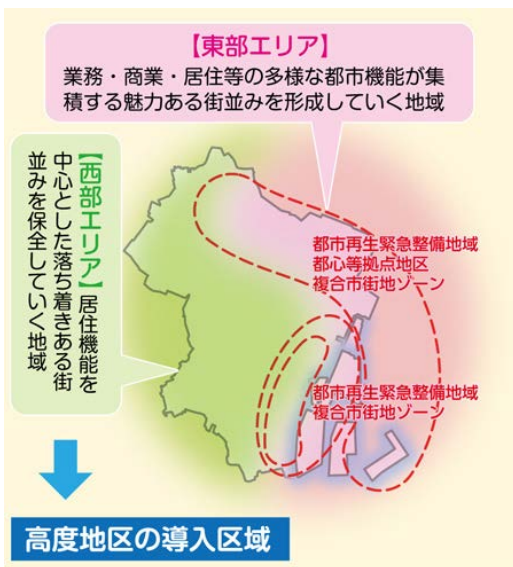 【東部エリア】
業務・商業・居住等の多様な都市機能が集
積する魅力ある街並みを形成していく地域
【西部エリア】居住機能を
中心とした落ち着きある街
並みを保全していく地域
都市再生緊急整備地域
都心等拠点地区
複合市街地ゾーン
都市再生緊急整備地域
複合市街地ゾーン
高度地区の導入区域